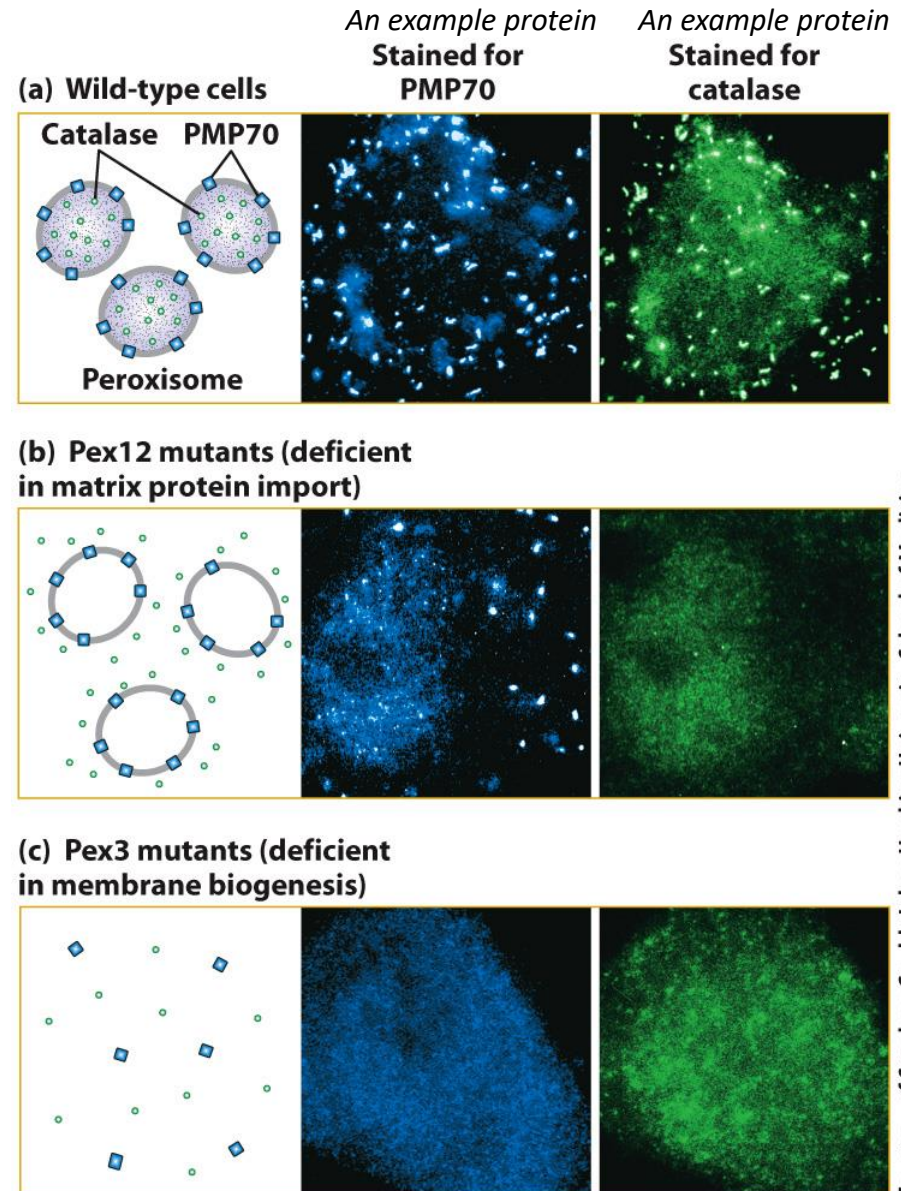 An example protein An example protein
Stained for Stained for
(a) Wild-type cells PMP70 catalase
Catalase PMP70
Peroxisome
(b) Pex12 mutants (deficient
in matrix protein import)
(c) Pex3 mutants (deficient
in membrane biogenesis)